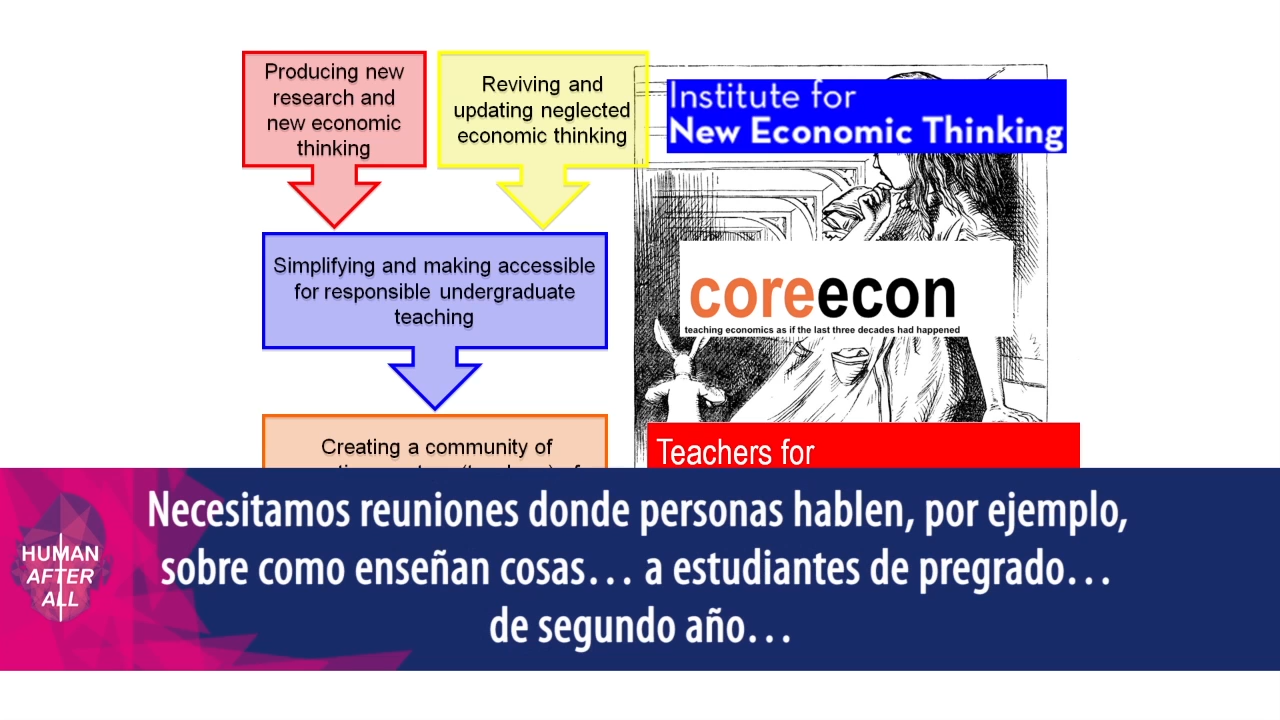 Producing new
research and
new economic
thinking
Reviving and
updating neglected
economic thinking
Institute for
New Economic Thinking
Simplifying and making accessible
for responsible undergraduate
teaching
coreecon
teaching economics as if the last three decades had happened
Creating a community of
Teachers for
HUMAN
AFTER
ALL
Necesitamos reuniones donde personas hablen, por ejemplo,
sobre como enseñan cosas… a estudiantes de pregrado…
de segundo año…